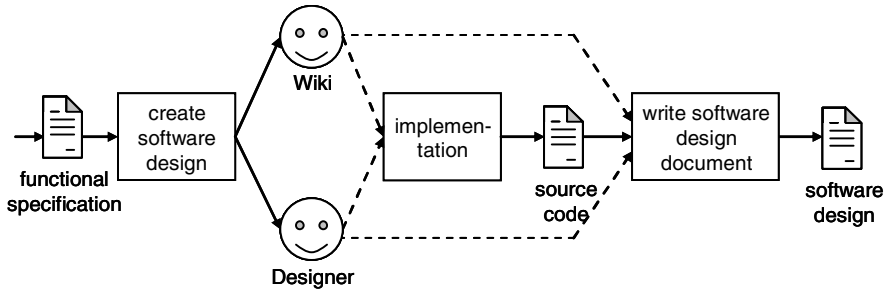 Wiki
create
software
design
implemen-
tation
write software
design
document
functional
specification
source
code
software
design
Designer